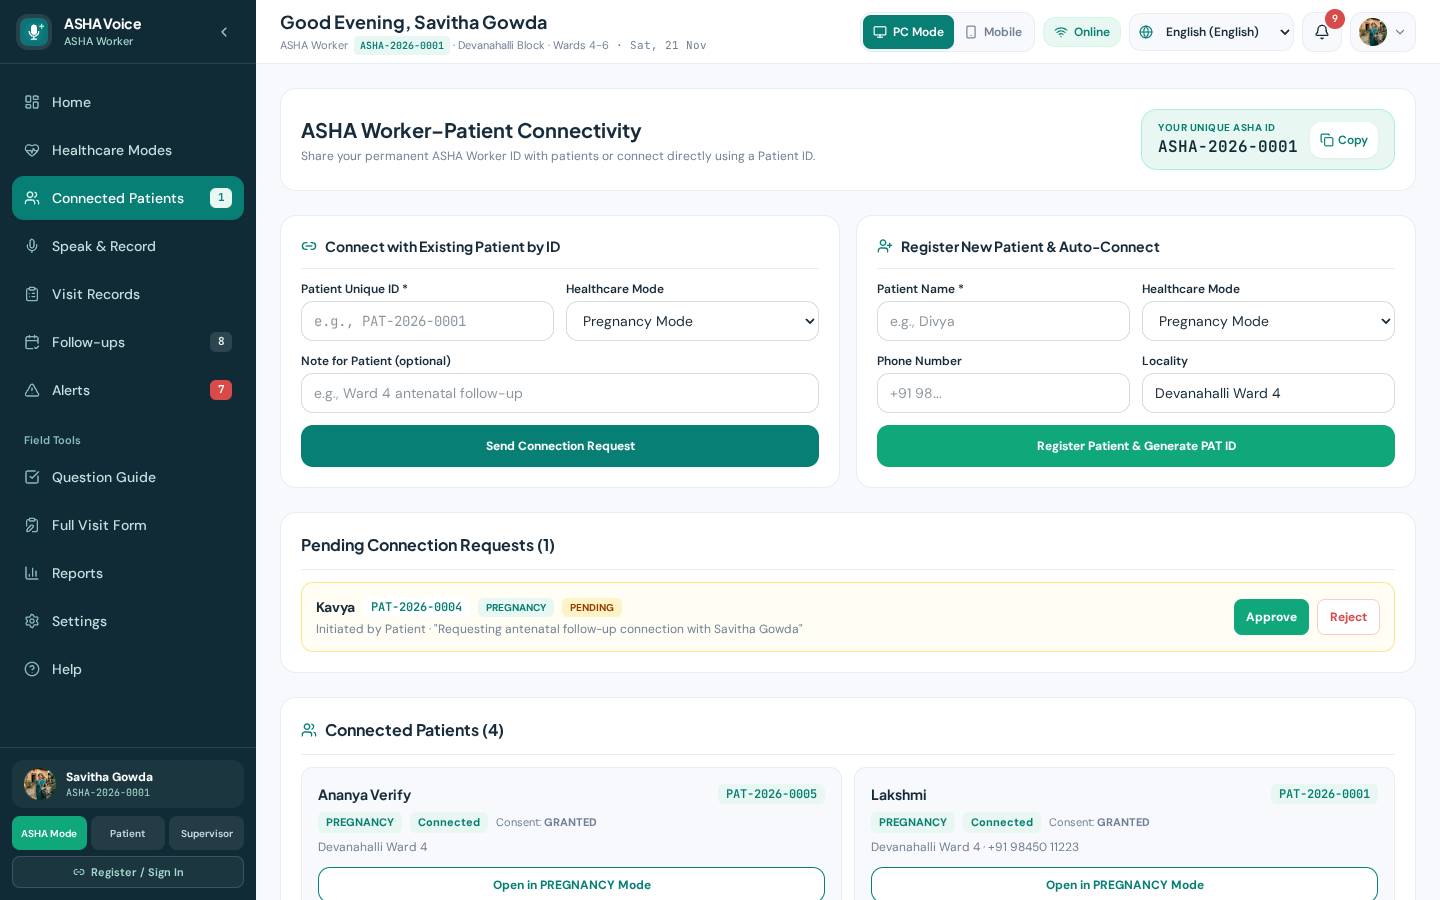 ASHA Voice
ASHA Worker
Home
Healthcare Modes
Connected Patients 1
Speak & Record
Visit Records
Follow-ups 8
Alerts 7
Field Tools
Question Guide
Full Visit Form
Reports
Settings
Help
Savitha Gowda
ASHA-2026-0001
ASHA Mode Patient Supervisor
Register / Sign In
Good Evening, Savitha Gowda
ASHA Worker ASHA-2026-0001 · Devanahalli Block · Wards 4-6 · Sat, 21 Nov
PC Mode Mobile Online English (English) 9
ASHA Worker–Patient Connectivity
Share your permanent ASHA Worker ID with patients or connect directly using a Patient ID.
YOUR UNIQUE ASHA ID
ASHA-2026-0001 Copy
Connect with Existing Patient by ID
Patient Unique ID * Healthcare Mode
e.g., PAT-2026-0001 Pregnancy Mode
Note for Patient (optional)
e.g., Ward 4 antenatal follow-up
Send Connection Request
Register New Patient & Auto-Connect
Patient Name * Healthcare Mode
e.g., Divya Pregnancy Mode
Phone Number Locality
+91 98... Devanahalli Ward 4
Register Patient & Generate PAT ID
Pending Connection Requests (1)
Kavya PAT-2026-0004 PREGNANCY PENDING
Initiated by Patient · "Requesting antenatal follow-up connection with Savitha Gowda"
Approve Reject
Connected Patients (4)
Ananya Verify PAT-2026-0005
PREGNANCY Connected Consent: GRANTED
Devanahalli Ward 4
Open in PREGNANCY Mode
Lakshmi PAT-2026-0001
PREGNANCY Connected Consent: GRANTED
Devanahalli Ward 4 · +91 98450 11223
Open in PREGNANCY Mode